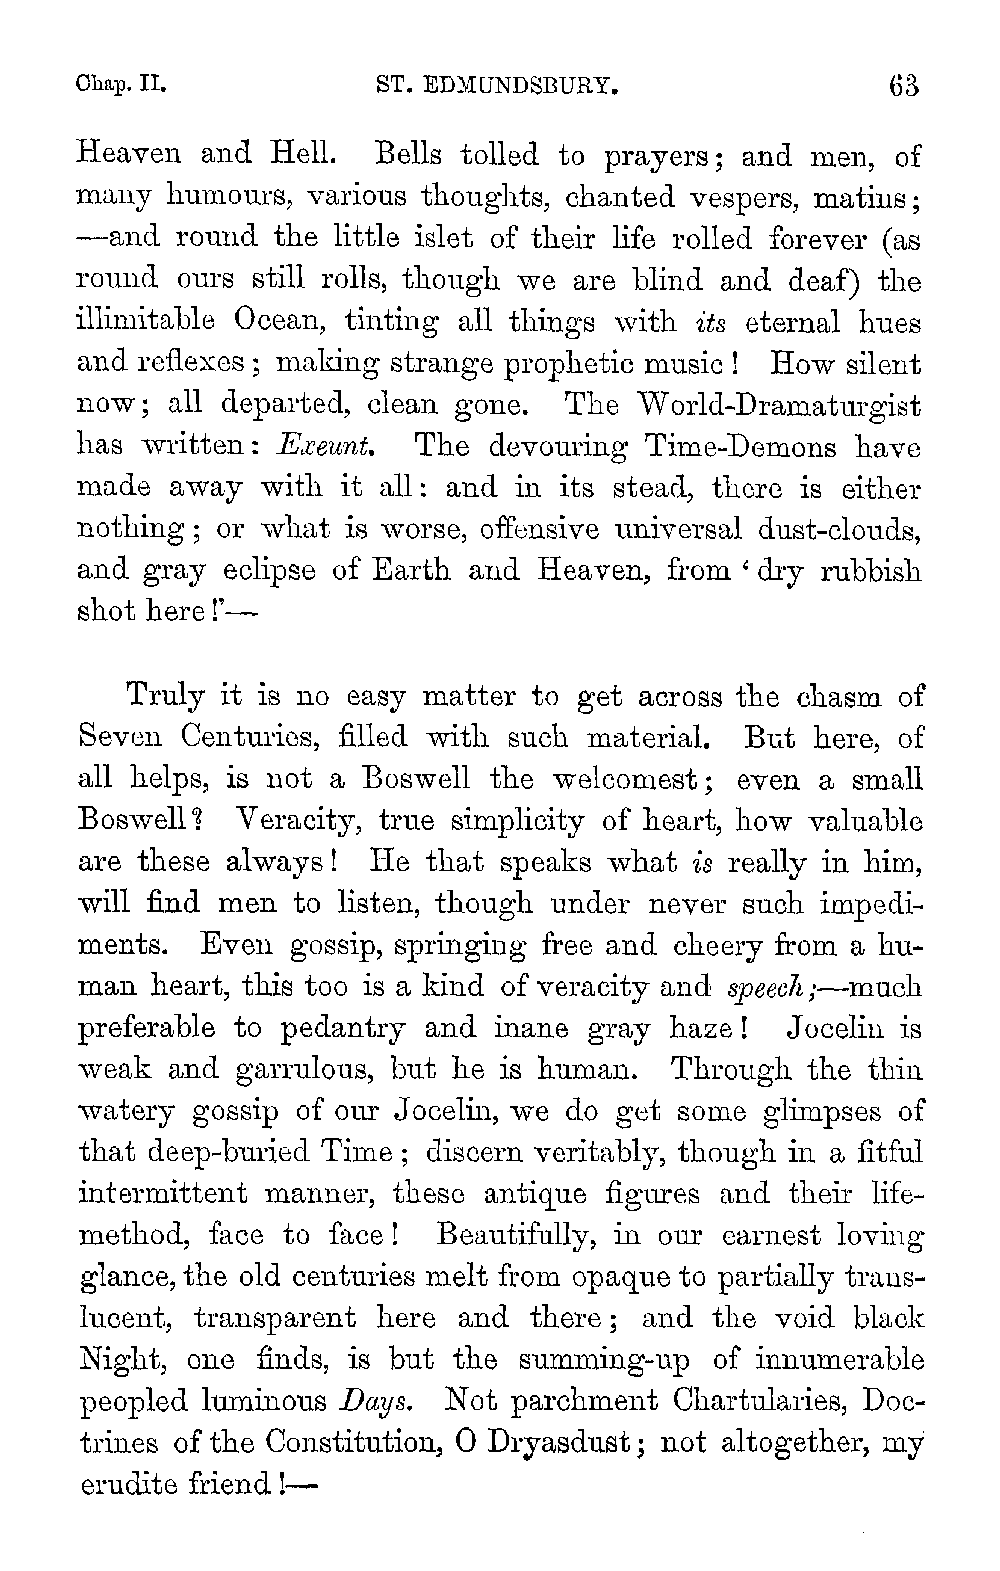 Chap. II. ST. EDMUNDSBURY. 63
Heaven and Hell. Bells tolled to prayers; and men, of
many humours, various thoughts, chanted vespers, matins;
—and round the little islet of their life rolled forever (as
round ours still rolls, though we are blind and deaf) the
illimitable Ocean, tinting all things with its eternal hues
and reflexes; making strange prophetic music! How silent
now; all departed, clean gone. The World-Dramaturgist
has written: Exeunt. The devouring Time-Demons have
made away with it all: and in its stead, there is either
nothing; or what is worse, offensive universal dust-clouds,
and gray eclipse of Earth and Heaven, from ‘dry rubbish
shot here!’—
Truly it is no easy matter to get across the chasm of
Seven Centuries, filled with such material. But here, of
all helps, is not a Boswell the welcomest; even a small
Boswell? Veracity, true simplicity of heart, how valuable
are these always! He that speaks what is really in him,
will find men to listen, though under never such impedi-
ments. Even gossip, springing free and cheery from a hu-
man heart, this too is a kind of veracity and speech;—much
preferable to pedantry and inane gray haze! Jocelin is
weak and garrulous, but he is human. Through the thin
watery gossip of our Jocelin, we do get some glimpses of
that deep-buried Time; discern veritably, though in a fitful
intermittent manner, these antique figures and their life-
method, face to face! Beautifully, in our earnest loving
glance, the old centuries melt from opaque to partially trans-
lucent, transparent here and there; and the void black
Night, one finds, is but the summing-up of innumerable
peopled luminous Days. Not parchment Chartularies, Doc-
trines of the Constitution, O Dryasdust; not altogether, my
erudite friend!—